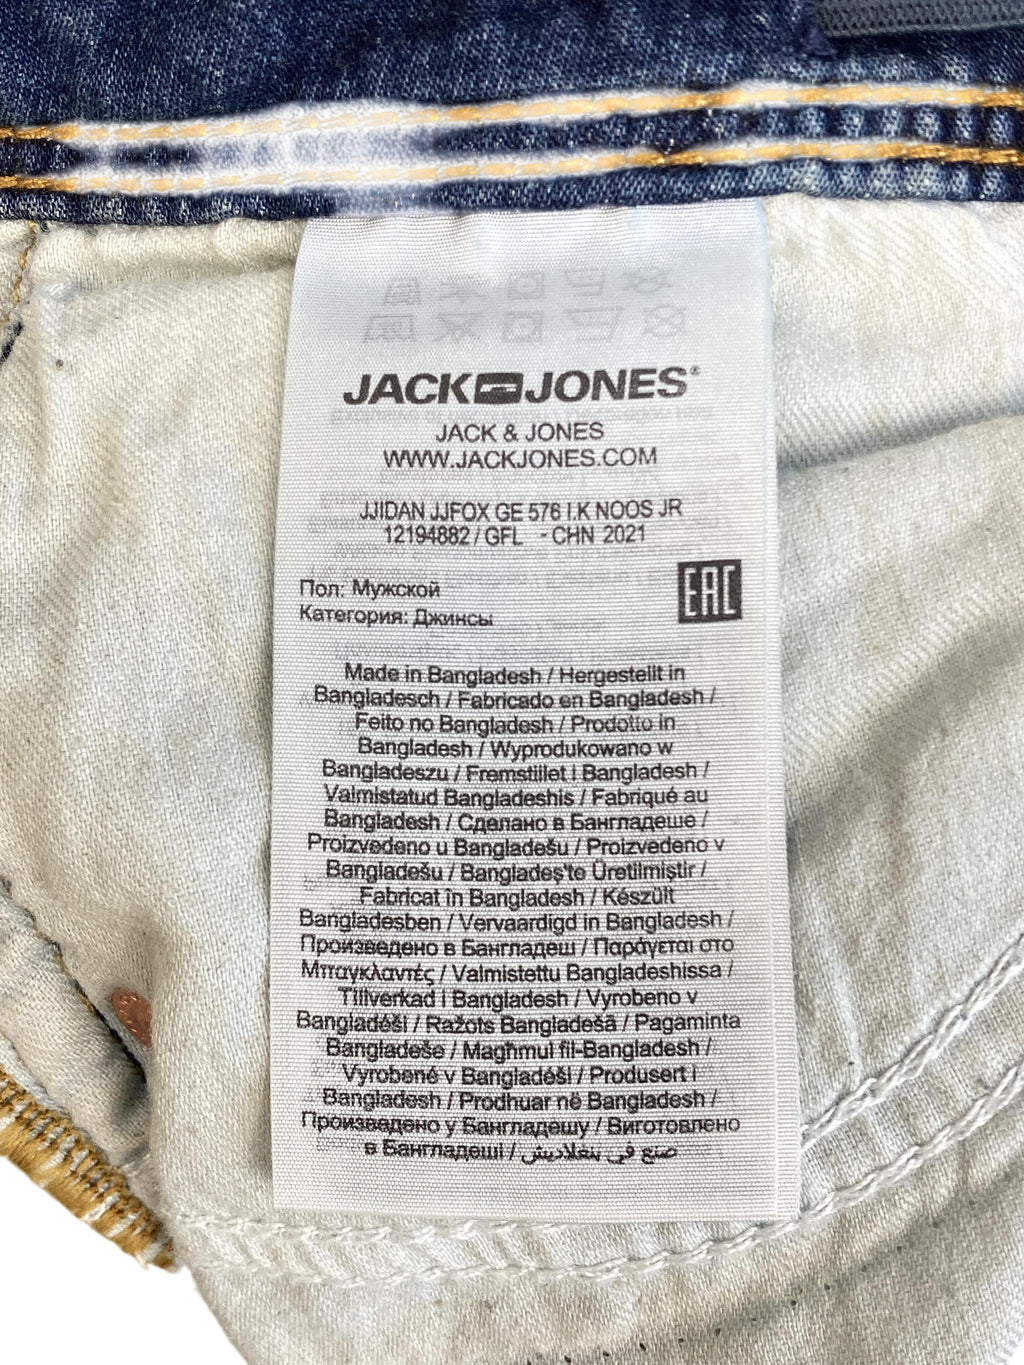 JACK JONES®
JACK & JONES
WWW.JACKJONES.COM
JJIDAN JJFOX GE 576 I.K NOOS JR
12194882 / GFL - CHN 2021
Пол: Мужской
Категория: Джинсы
EAC
Made in Bangladesh / Hergestellt in
Bangladesch / Fabricado en Bangladesh /
Feito no Bangladesh / Prodotto in
Bangladesh / Wyprodukowano w
Bangladeszu / Fremstillet i Bangladesh /
Valmistatud Bangladeshis / Fabriqué au
Bangladesh / Сделано в Бангладеше /
Proizvedeno u Bangladešu / Proizvedeno v
Bangladešu / Bangladeş'te Üretilmiştir /
Fabricat în Bangladesh / Készült
Bangladesben / Vervaardigd in Bangladesh /
Произведено в Бангладеш / Παράγεται στο
Μπαγκλαντές / Valmistettu Bangladeshissa /
Tillverkad i Bangladesh / Vyrobeno v
Bangladéši / Ražots Bangladešā / Pagaminta
Bangladeše / Magħmul fil-Bangladesh /
Vyrobené v Bangladéši / Produsert i
Bangladesh / Prodhuar në Bangladesh /
Произведено у Бангладешу / Виготовлено
в Бангладеші / صنع في بنغلاديش